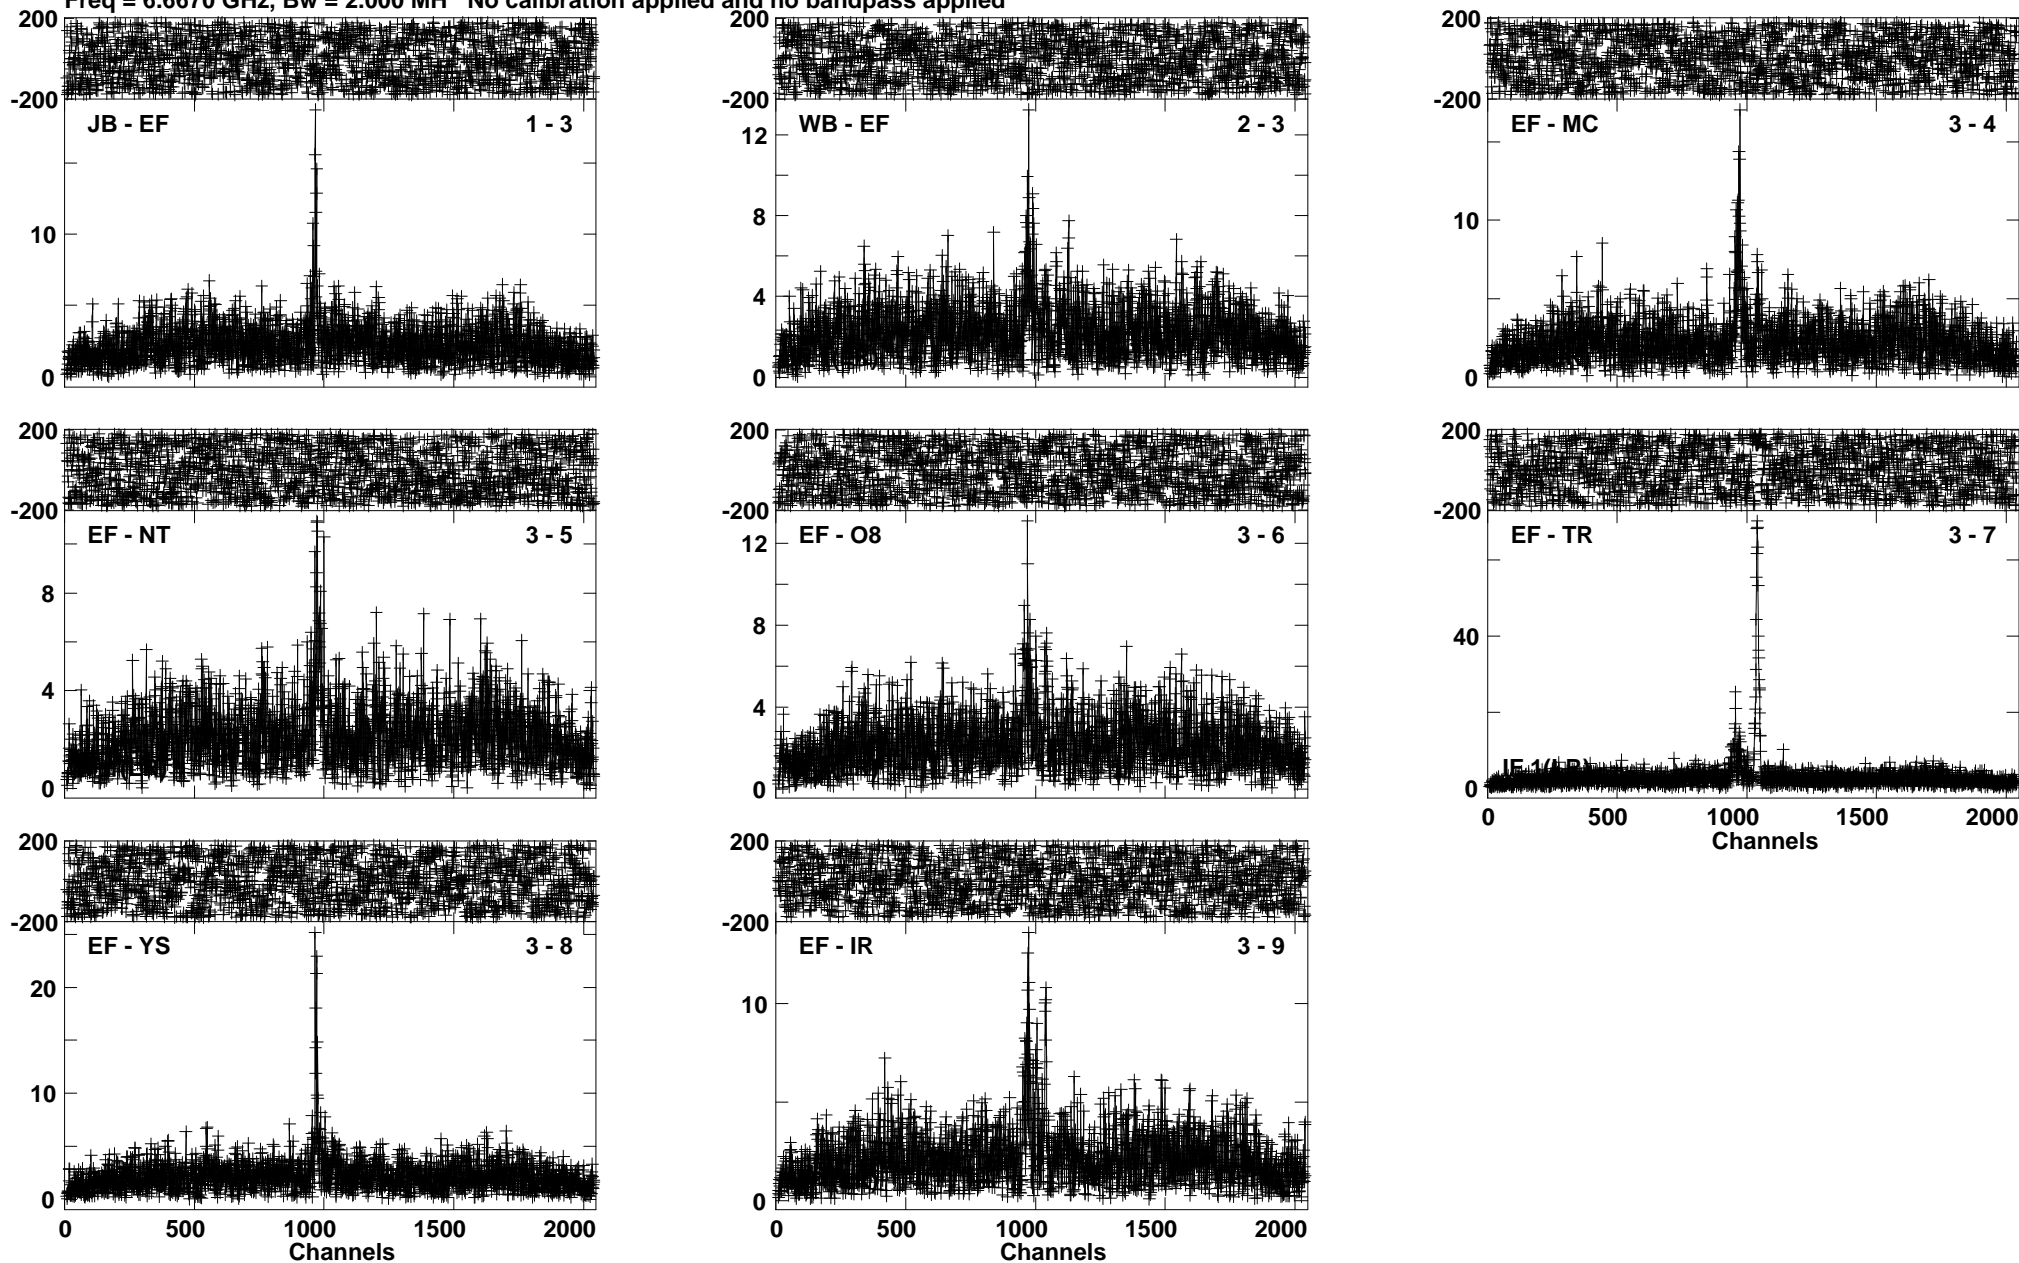 Freq = 6.6670 GHz, Bw = 2.000 MH No calibration applied and no bandpass applied
200 200 200
-200 -200 -200
JB - EF 1 - 3 WB - EF 2 - 3 EF - MC 3 - 4
12
10 8 10
4
0 0 0
200 200 200
-200 -200 -200
EF - NT 3 - 5 EF - O8 3 - 6 EF - TR 3 - 7
12
8 8 40
4 4
IF 1(LR)
0 0 0
0 500 1000 1500 2000
Channels
200 200
-200 -200
EF - YS 3 - 8 EF - IR 3 - 9
20
10 10
0 0
0 500 1000 1500 2000 0 500 1000 1500 2000
Channels Channels